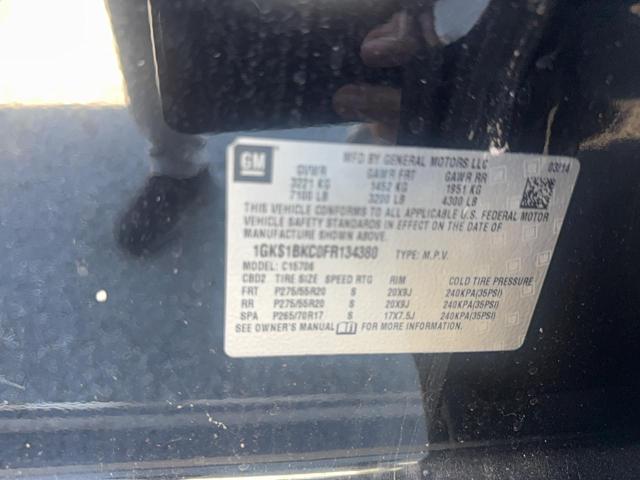 GM MFD BY GENERAL MOTORS LLC 03/14
GVWR GAWR FRT GAWR RR
3221 KG 1452 KG 1951 KG
7100 LB 3200 LB 4300 LB
THIS VEHICLE CONFORMS TO ALL APPLICABLE U.S. FEDERAL MOTOR
VEHICLE SAFETY STANDARDS IN EFFECT ON THE DATE OF
MANUFACTURE SHOWN ABOVE.
1GKS1BKC0FR134380 TYPE: M.P.V.
MODEL: C15706
CBD2 TIRE SIZE SPEED RTG RIM COLD TIRE PRESSURE
FRT P275/55R20 S 20X9J 240KPA(35PSI)
RR P275/55R20 S 20X9J 240KPA(35PSI)
SPA P265/70R17 S 17X7.5J 240KPA(35PSI)
SEE OWNER'S MANUAL FOR MORE INFORMATION.